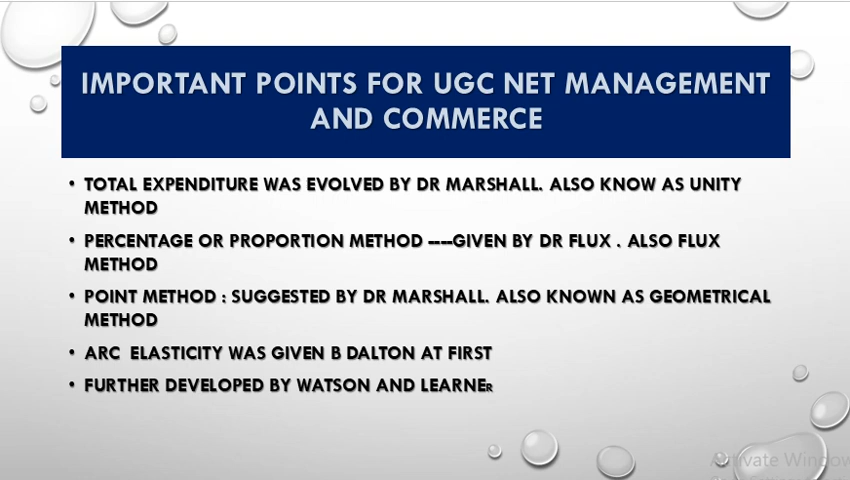 IMPORTANT POINTS FOR UGC NET MANAGEMENT
AND COMMERCE
• TOTAL EXPENDITURE WAS EVOLVED BY DR MARSHALL. ALSO KNOW AS UNITY
METHOD
• PERCENTAGE OR PROPORTION METHOD ----GIVEN BY DR FLUX . ALSO FLUX
METHOD
• POINT METHOD : SUGGESTED BY DR MARSHALL. ALSO KNOWN AS GEOMETRICAL
METHOD
• ARC ELASTICITY WAS GIVEN B DALTON AT FIRST
• FURTHER DEVELOPED BY WATSON AND LEARNER
Activate Window